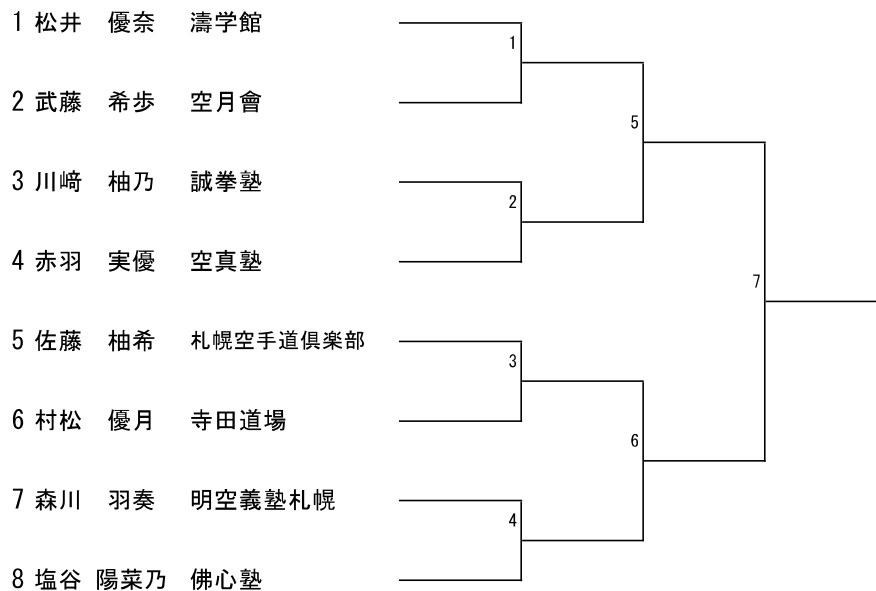 1 松井 優奈 濤学館
1
2 武藤 希歩 空月會
5
3 川﨑 柚乃 誠拳塾
2
4 赤羽 実優 空真塾
7
5 佐藤 柚希 札幌空手道倶楽部
3
6 村松 優月 寺田道場
6
7 森川 羽奏 明空義塾札幌
4
8 塩谷 陽菜乃 佛心塾